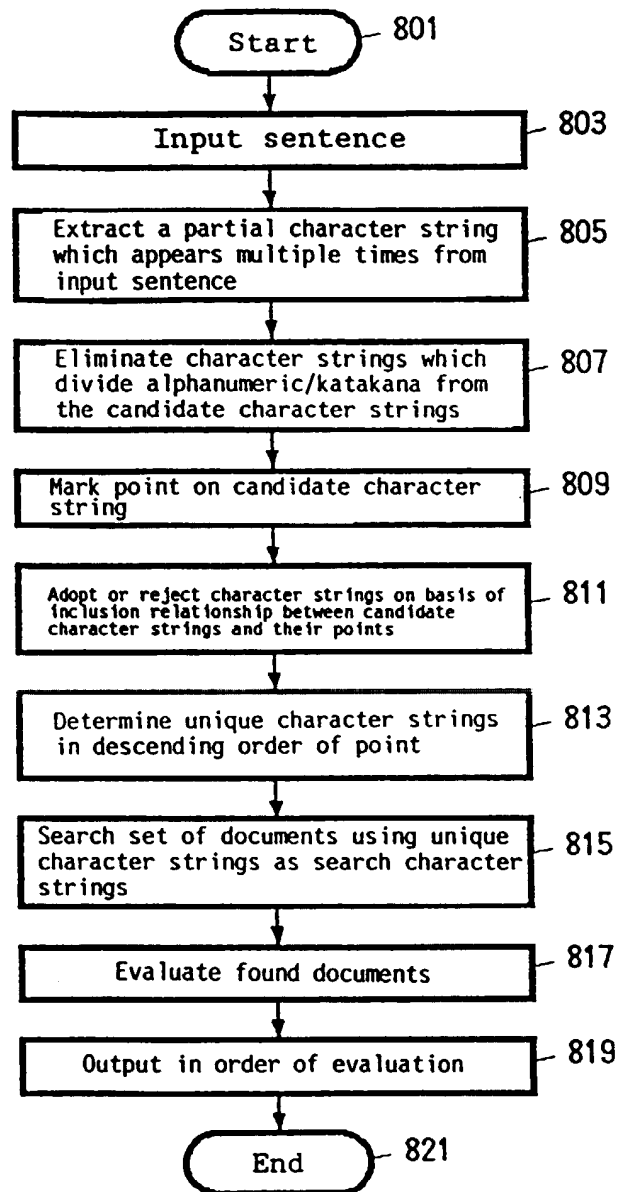 Start
801
Input sentence
803
Extract a partial character string
which appears multiple times from
input sentence
805
Eliminate character strings which
divide alphanumeric/katakana from
the candidate character strings
807
Mark point on candidate character
string
809
Adopt or reject character strings on basis of
inclusion relationship between candidate
character strings and their points
811
Determine unique character strings
in descending order of point
813
Search set of documents using unique
character strings as search character
strings
815
Evaluate found documents
817
Output in order of evaluation
819
End
821